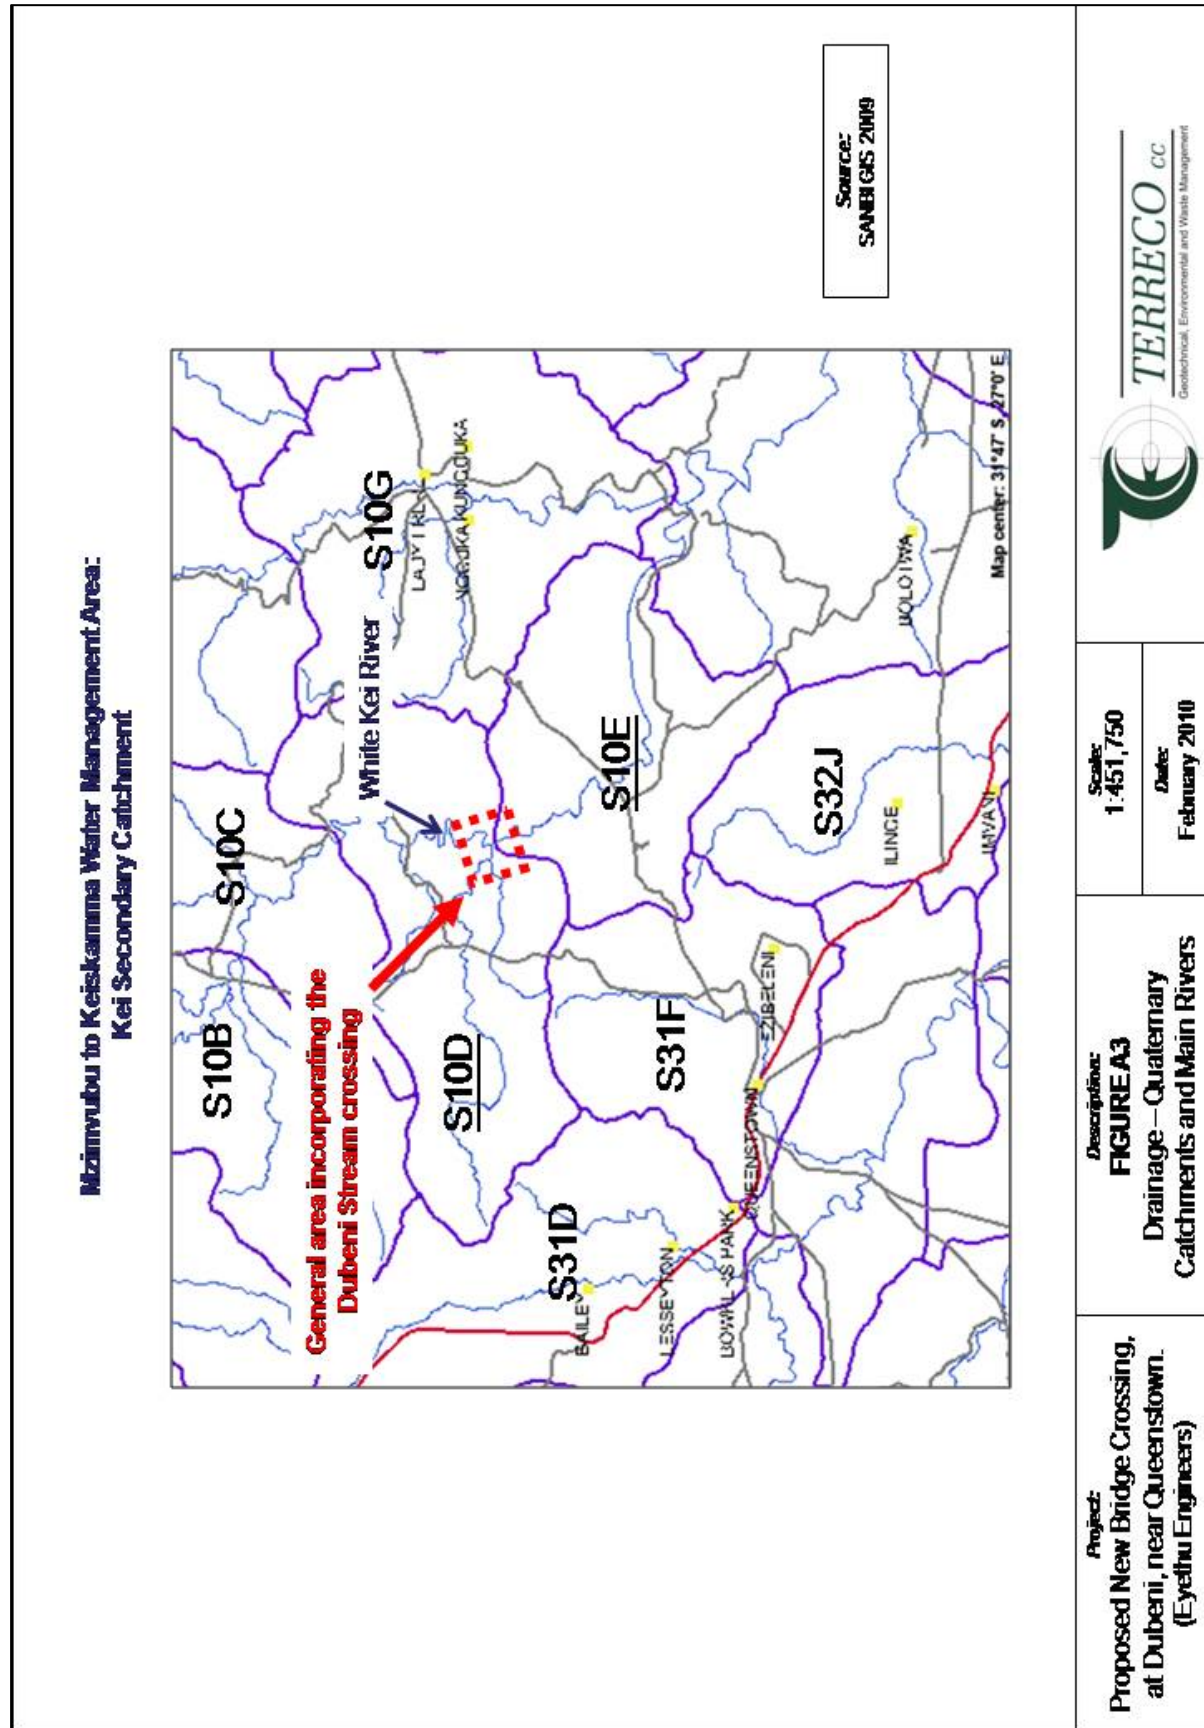 Mzimvubu to Keiskamma Water Management Area:
Kei Secondary Catchment
S10B
S10C
General area incorporating the
Dubeni Stream crossing
White Kei River
S10G
S10D
S10E
S31D
S31F
S32J
BAILEY
LESSEYTON
PARK
QUEENSTOWN
EZIBELENI
ILINGE
IMVANI
Map center: 31°47' S, 27°0' E
Source:
SANBI GIS 2009
Project:
Proposed New Bridge Crossing,
at Dubeni, near Queenstown.
(Eyethu Engineers)
Description:
FIGURE A3
Drainage – Quaternary
Catchments and Main Rivers
Scale:
1:451,750
Date:
February 2010
TERRECO cc
Geotechnical, Environmental and Waste Management